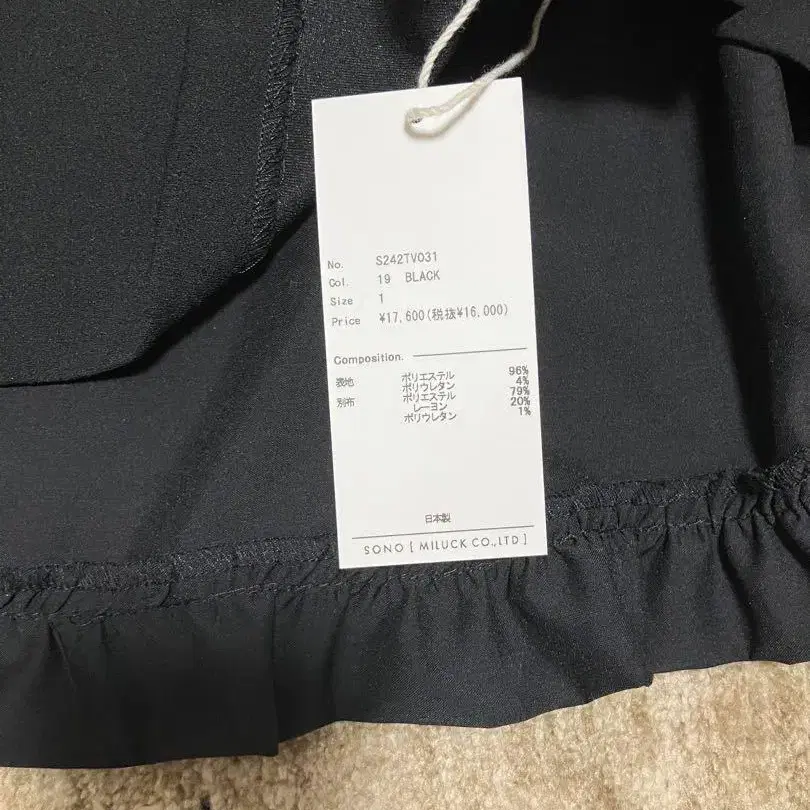 No. S242TV031
Col. 19 BLACK
Size 1
Price ¥17,600(税抜¥16,000)
Composition.
表地 ポリエステル 96%
ポリウレタン 4%
別布 ポリエステル 79%
レーヨン 20%
ポリウレタン 1%
日本製
SONO [ MILUCK CO.,LTD ]